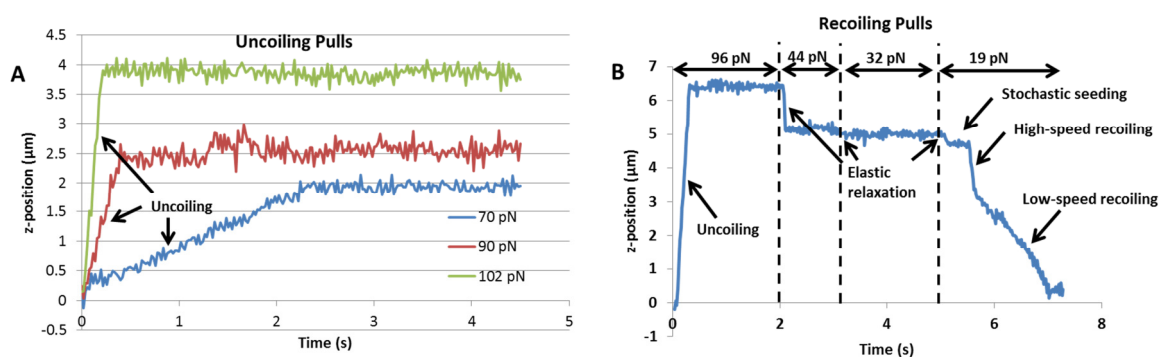 Uncoiling Pulls
A
z-position (µm)
4.5
4
3.5
3
2.5
2
1.5
1
0.5
0
-0.5
Uncoiling
70 pN
90 pN
102 pN
0 1 2 3 4 5
Time (s)
Recoiling Pulls
B
96 pN 44 pN 32 pN 19 pN
z-position (µm)
7
6
5
4
3
2
1
0
-1
Stochastic seeding
High-speed recoiling
Elastic
relaxation
Low-speed recoiling
Uncoiling
0 2 4 6 8
Time (s)